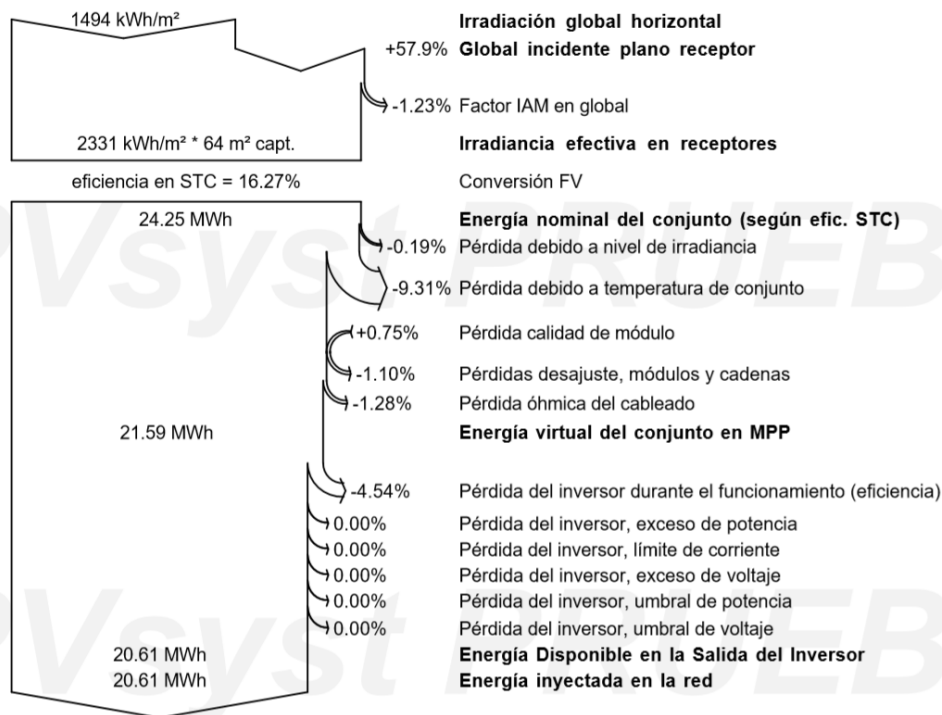 1494 kWh/m² Irradiación global horizontal
+57.9% Global incidente plano receptor
-1.23% Factor IAM en global
2331 kWh/m² * 64 m² capt. Irradiancia efectiva en receptores
eficiencia en STC = 16.27% Conversión FV
24.25 MWh Energía nominal del conjunto (según efic. STC)
-0.19% Pérdida debido a nivel de irradiancia
-9.31% Pérdida debido a temperatura de conjunto
+0.75% Pérdida calidad de módulo
-1.10% Pérdidas desajuste, módulos y cadenas
-1.28% Pérdida óhmica del cableado
21.59 MWh Energía virtual del conjunto en MPP
-4.54% Pérdida del inversor durante el funcionamiento (eficiencia)
0.00% Pérdida del inversor, exceso de potencia
0.00% Pérdida del inversor, límite de corriente
0.00% Pérdida del inversor, exceso de voltaje
0.00% Pérdida del inversor, umbral de potencia
0.00% Pérdida del inversor, umbral de voltaje
20.61 MWh Energía Disponible en la Salida del Inversor
20.61 MWh Energía inyectada en la red
PVsyst PRUEB
PVsyst PRUEB